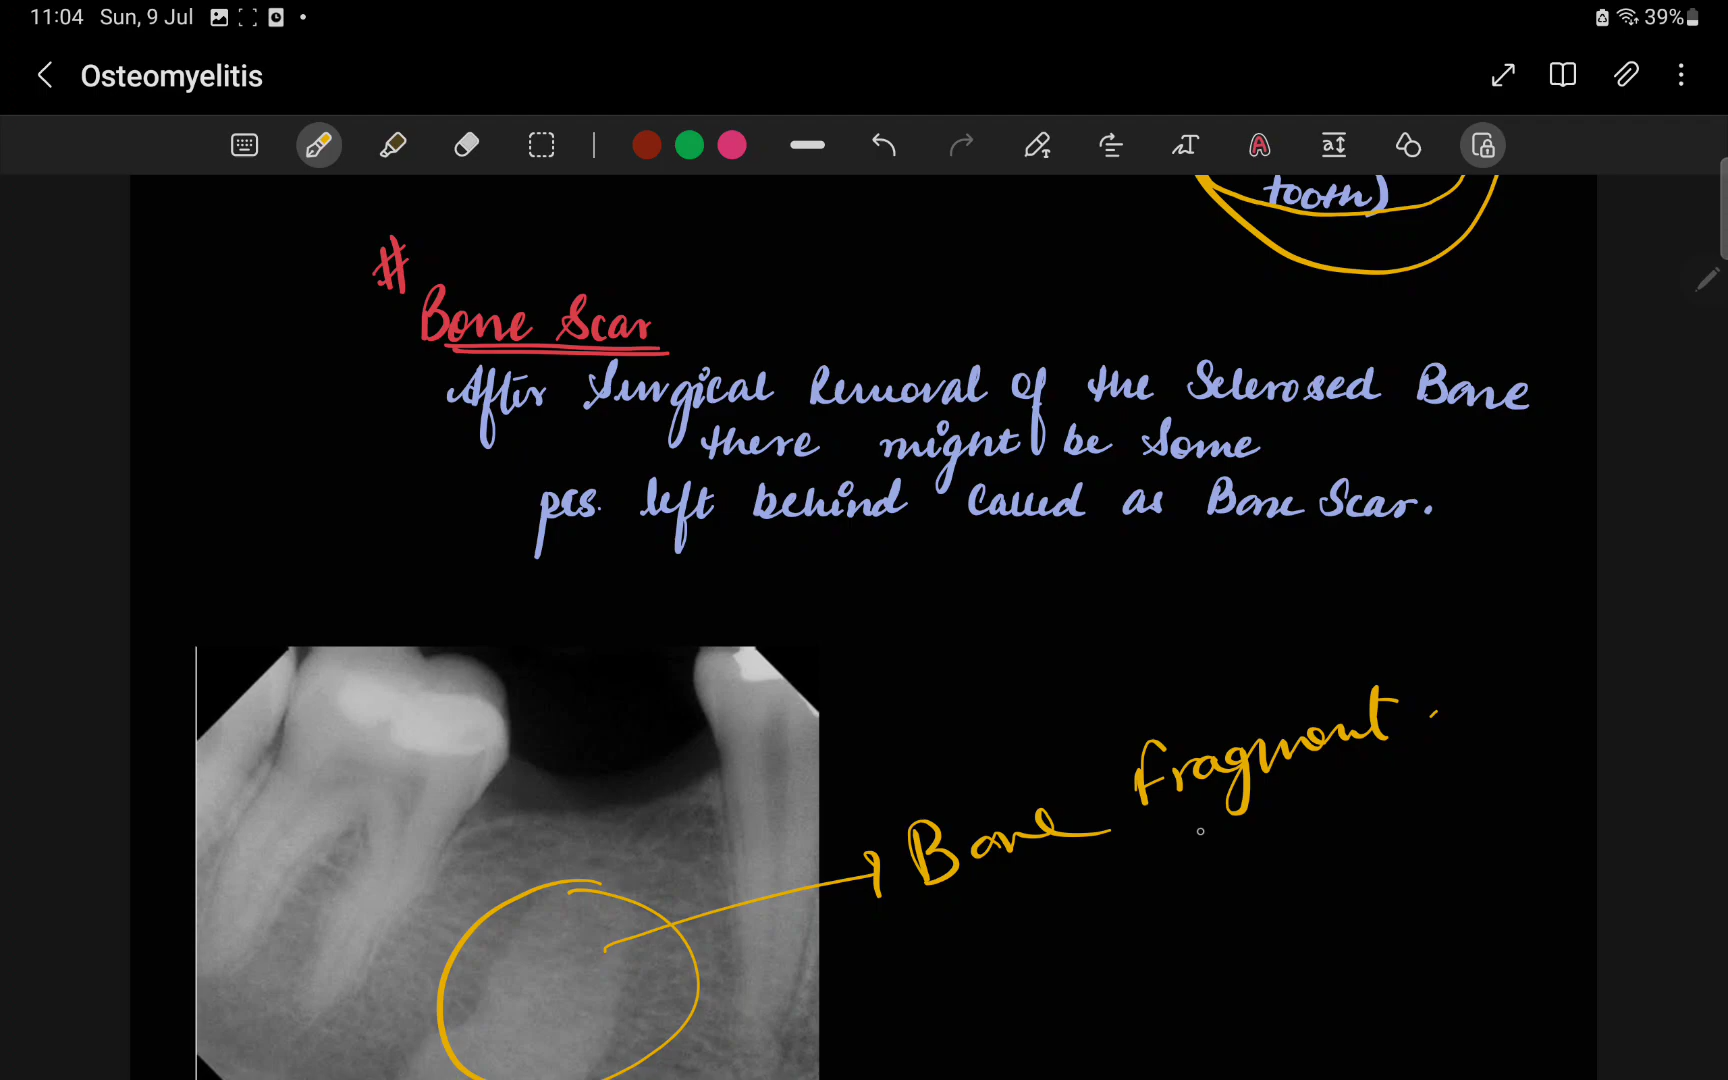 11:04 Sun, 9 Jul 39%
Osteomyelitis
tooth)
#
Bone Scar
After Surgical Removal of the Sclerosed Bone
there might be Some
pcs. left behind Called as Bone Scar.
Bone fragment.